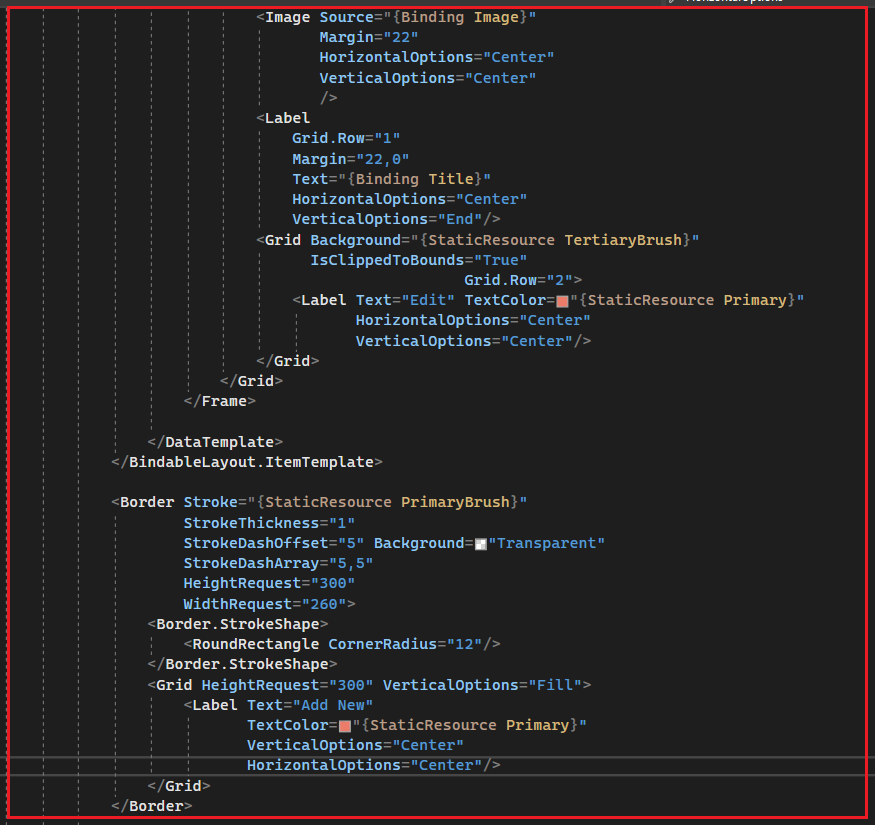 <Image Source="{Binding Image}"
Margin="22"
HorizontalOptions="Center"
VerticalOptions="Center"
/>
<Label
Grid.Row="1"
Margin="22,0"
Text="{Binding Title}"
HorizontalOptions="Center"
VerticalOptions="End"/>
<Grid Background="{StaticResource TertiaryBrush}"
IsClippedToBounds="True"
Grid.Row="2">
<Label Text="Edit" TextColor="{StaticResource Primary}"
HorizontalOptions="Center"
VerticalOptions="Center"/>
</Grid>
</Grid>
</Frame>
</DataTemplate>
</BindableLayout.ItemTemplate>
<Border Stroke="{StaticResource PrimaryBrush}"
StrokeThickness="1"
StrokeDashOffset="5" Background="Transparent"
StrokeDashArray="5,5"
HeightRequest="300"
WidthRequest="260">
<Border.StrokeShape>
<RoundRectangle CornerRadius="12"/>
</Border.StrokeShape>
<Grid HeightRequest="300" VerticalOptions="Fill">
<Label Text="Add New"
TextColor="{StaticResource Primary}"
VerticalOptions="Center"
HorizontalOptions="Center"/>
</Grid>
</Border>